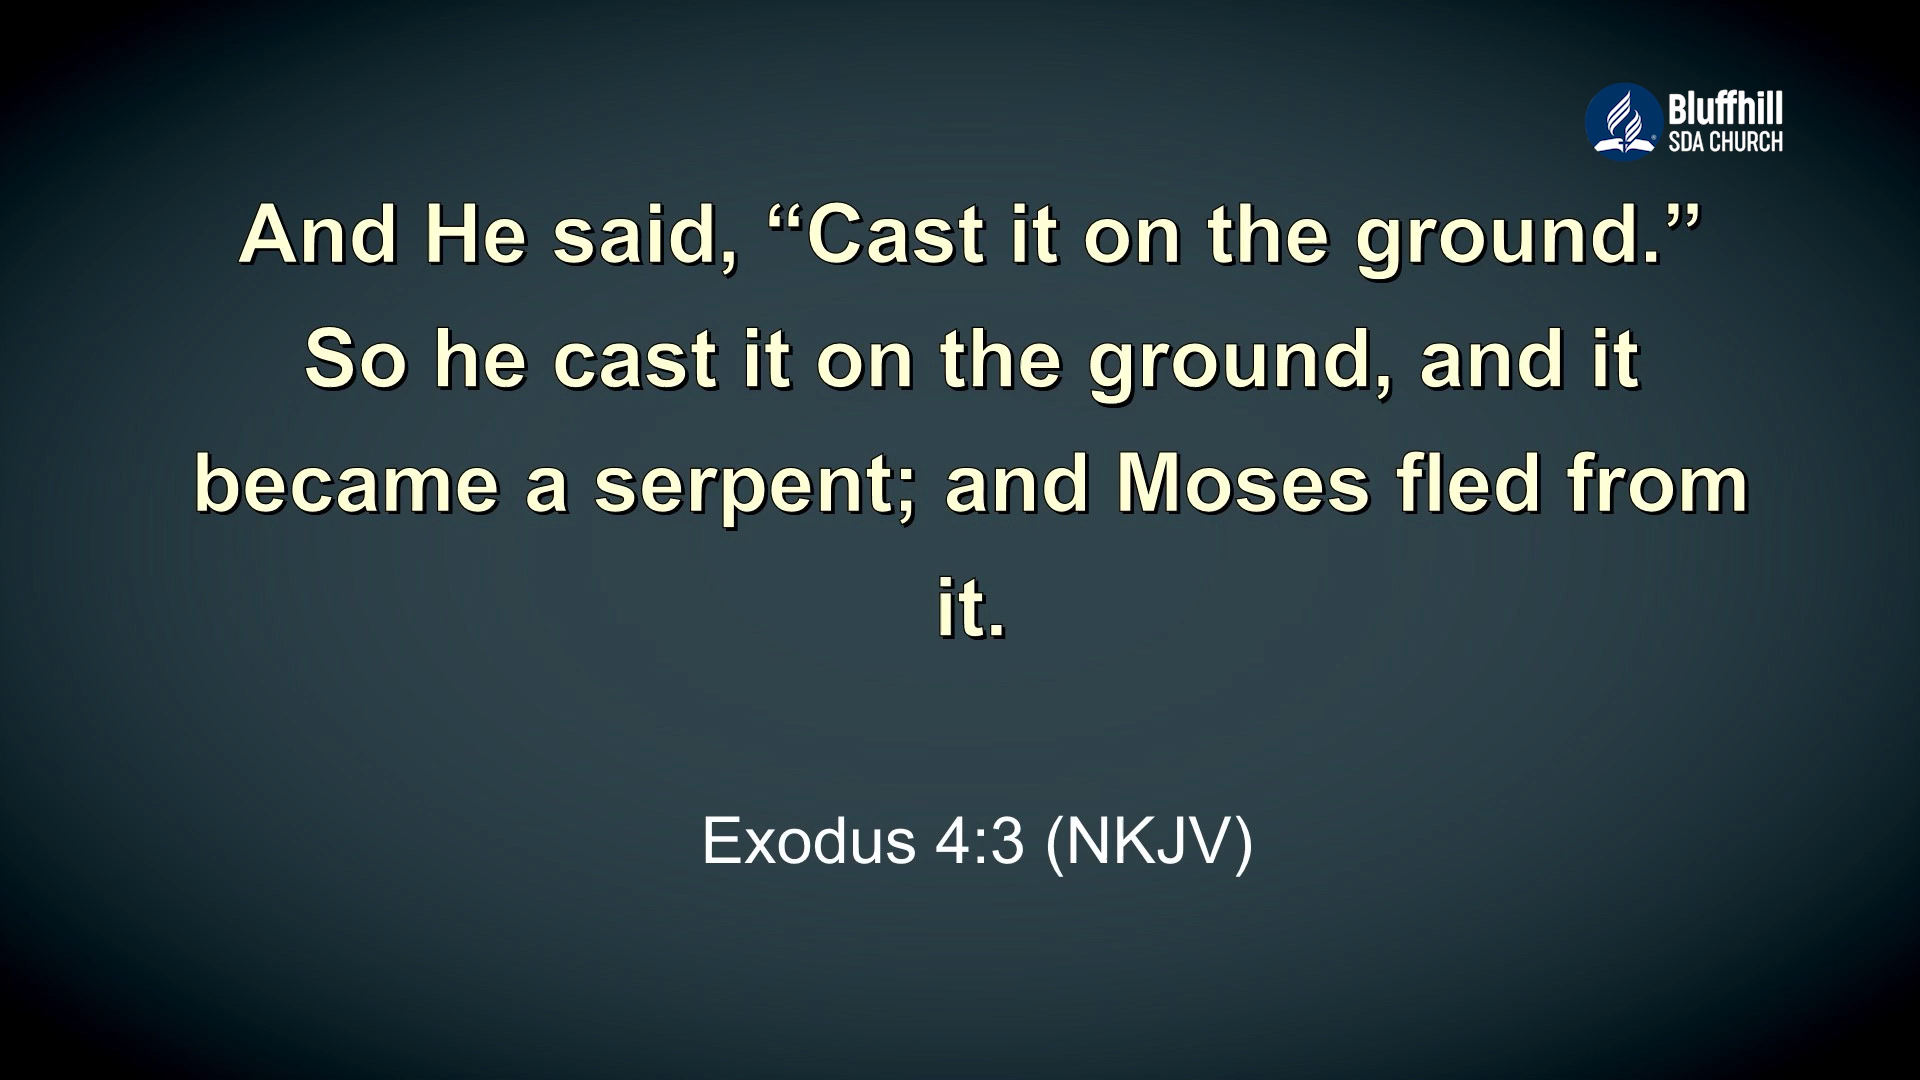 Bluffhill
SDA CHURCH
And He said, “Cast it on the ground.”
So he cast it on the ground, and it
became a serpent; and Moses fled from
it.
Exodus 4:3 (NKJV)